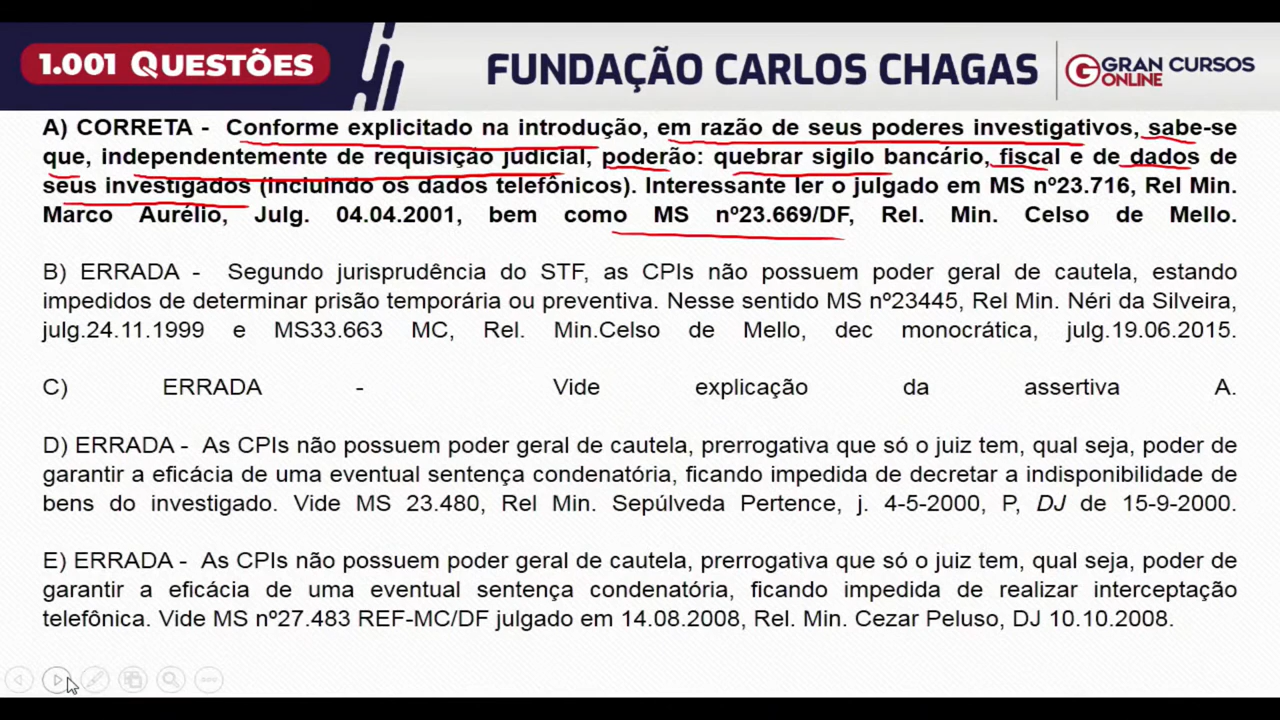 1.001 QUESTÕES
FUNDAÇÃO CARLOS CHAGAS
GRAN CURSOS
ONLINE
A) CORRETA - Conforme explicitado na introdução, em razão de seus poderes investigativos, sabe-se
que, independentemente de requisição judicial, poderão: quebrar sigilo bancário, fiscal e de dados de
seus investigados (incluindo os dados telefônicos). Interessante ler o julgado em MS nº23.716, Rel Min.
Marco Aurélio, Julg. 04.04.2001, bem como MS nº23.669/DF, Rel. Min. Celso de Mello.
B) ERRADA - Segundo jurisprudência do STF, as CPIs não possuem poder geral de cautela, estando
impedidos de determinar prisão temporária ou preventiva. Nesse sentido MS nº23445, Rel Min. Néri da Silveira,
julg.24.11.1999 e MS33.663 MC, Rel. Min.Celso de Mello, dec monocrática, julg.19.06.2015.
C) ERRADA - Vide explicação da assertiva A.
D) ERRADA - As CPIs não possuem poder geral de cautela, prerrogativa que só o juiz tem, qual seja, poder de
garantir a eficácia de uma eventual sentença condenatória, ficando impedida de decretar a indisponibilidade de
bens do investigado. Vide MS 23.480, Rel Min. Sepúlveda Pertence, j. 4-5-2000, P, DJ de 15-9-2000.
E) ERRADA - As CPIs não possuem poder geral de cautela, prerrogativa que só o juiz tem, qual seja, poder de
garantir a eficácia de uma eventual sentença condenatória, ficando impedida de realizar interceptação
telefônica. Vide MS nº27.483 REF-MC/DF julgado em 14.08.2008, Rel. Min. Cezar Peluso, DJ 10.10.2008.